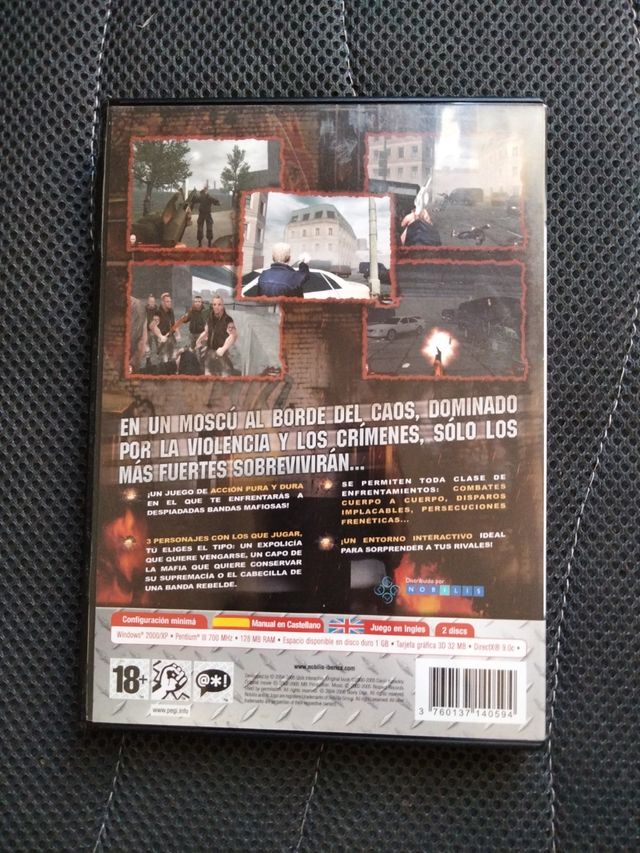 EN UN MOSCÚ AL BORDE DEL CAOS, DOMINADO
POR LA VIOLENCIA Y LOS CRÍMENES, SÓLO LOS
MÁS FUERTES SOBREVIVIRÁN...
¡UN JUEGO DE ACCIÓN PURA Y DURA
EN EL QUE TE ENFRENTARÁS A
DESPIADADAS BANDAS MAFIOSAS!
3 PERSONAJES CON LOS QUE JUGAR,
TÚ ELIGES EL TIPO: UN EXPOLICÍA
QUE QUIERE VENGARSE, UN CAPO DE
LA MAFIA QUE QUIERE CONSERVAR
SU SUPREMACÍA O EL CABECILLA DE
UNA BANDA REBELDE.
SE PERMITEN TODA CLASE DE
ENFRENTAMIENTOS: COMBATES
CUERPO A CUERPO, DISPAROS
IMPLACABLES, PERSECUCIONES
FRENÉTICAS...
¡UN ENTORNO INTERACTIVO IDEAL
PARA SORPRENDER A TUS RIVALES!
Distribuido por:
NOBILIS
Configuración minimá
Manual en Castellano
Juego en Ingles
2 discs
Windows® 2000/XP • Pentium® III 700 MHz • 128 MB RAM • Espacio disponible en disco duro 1 GB. • Tarjeta gráfica 3D 32 MB • DirectX® 9.0c •
www.nobilis-iberica.com
18+
@*!
www.pegi.info
3 760137 140594